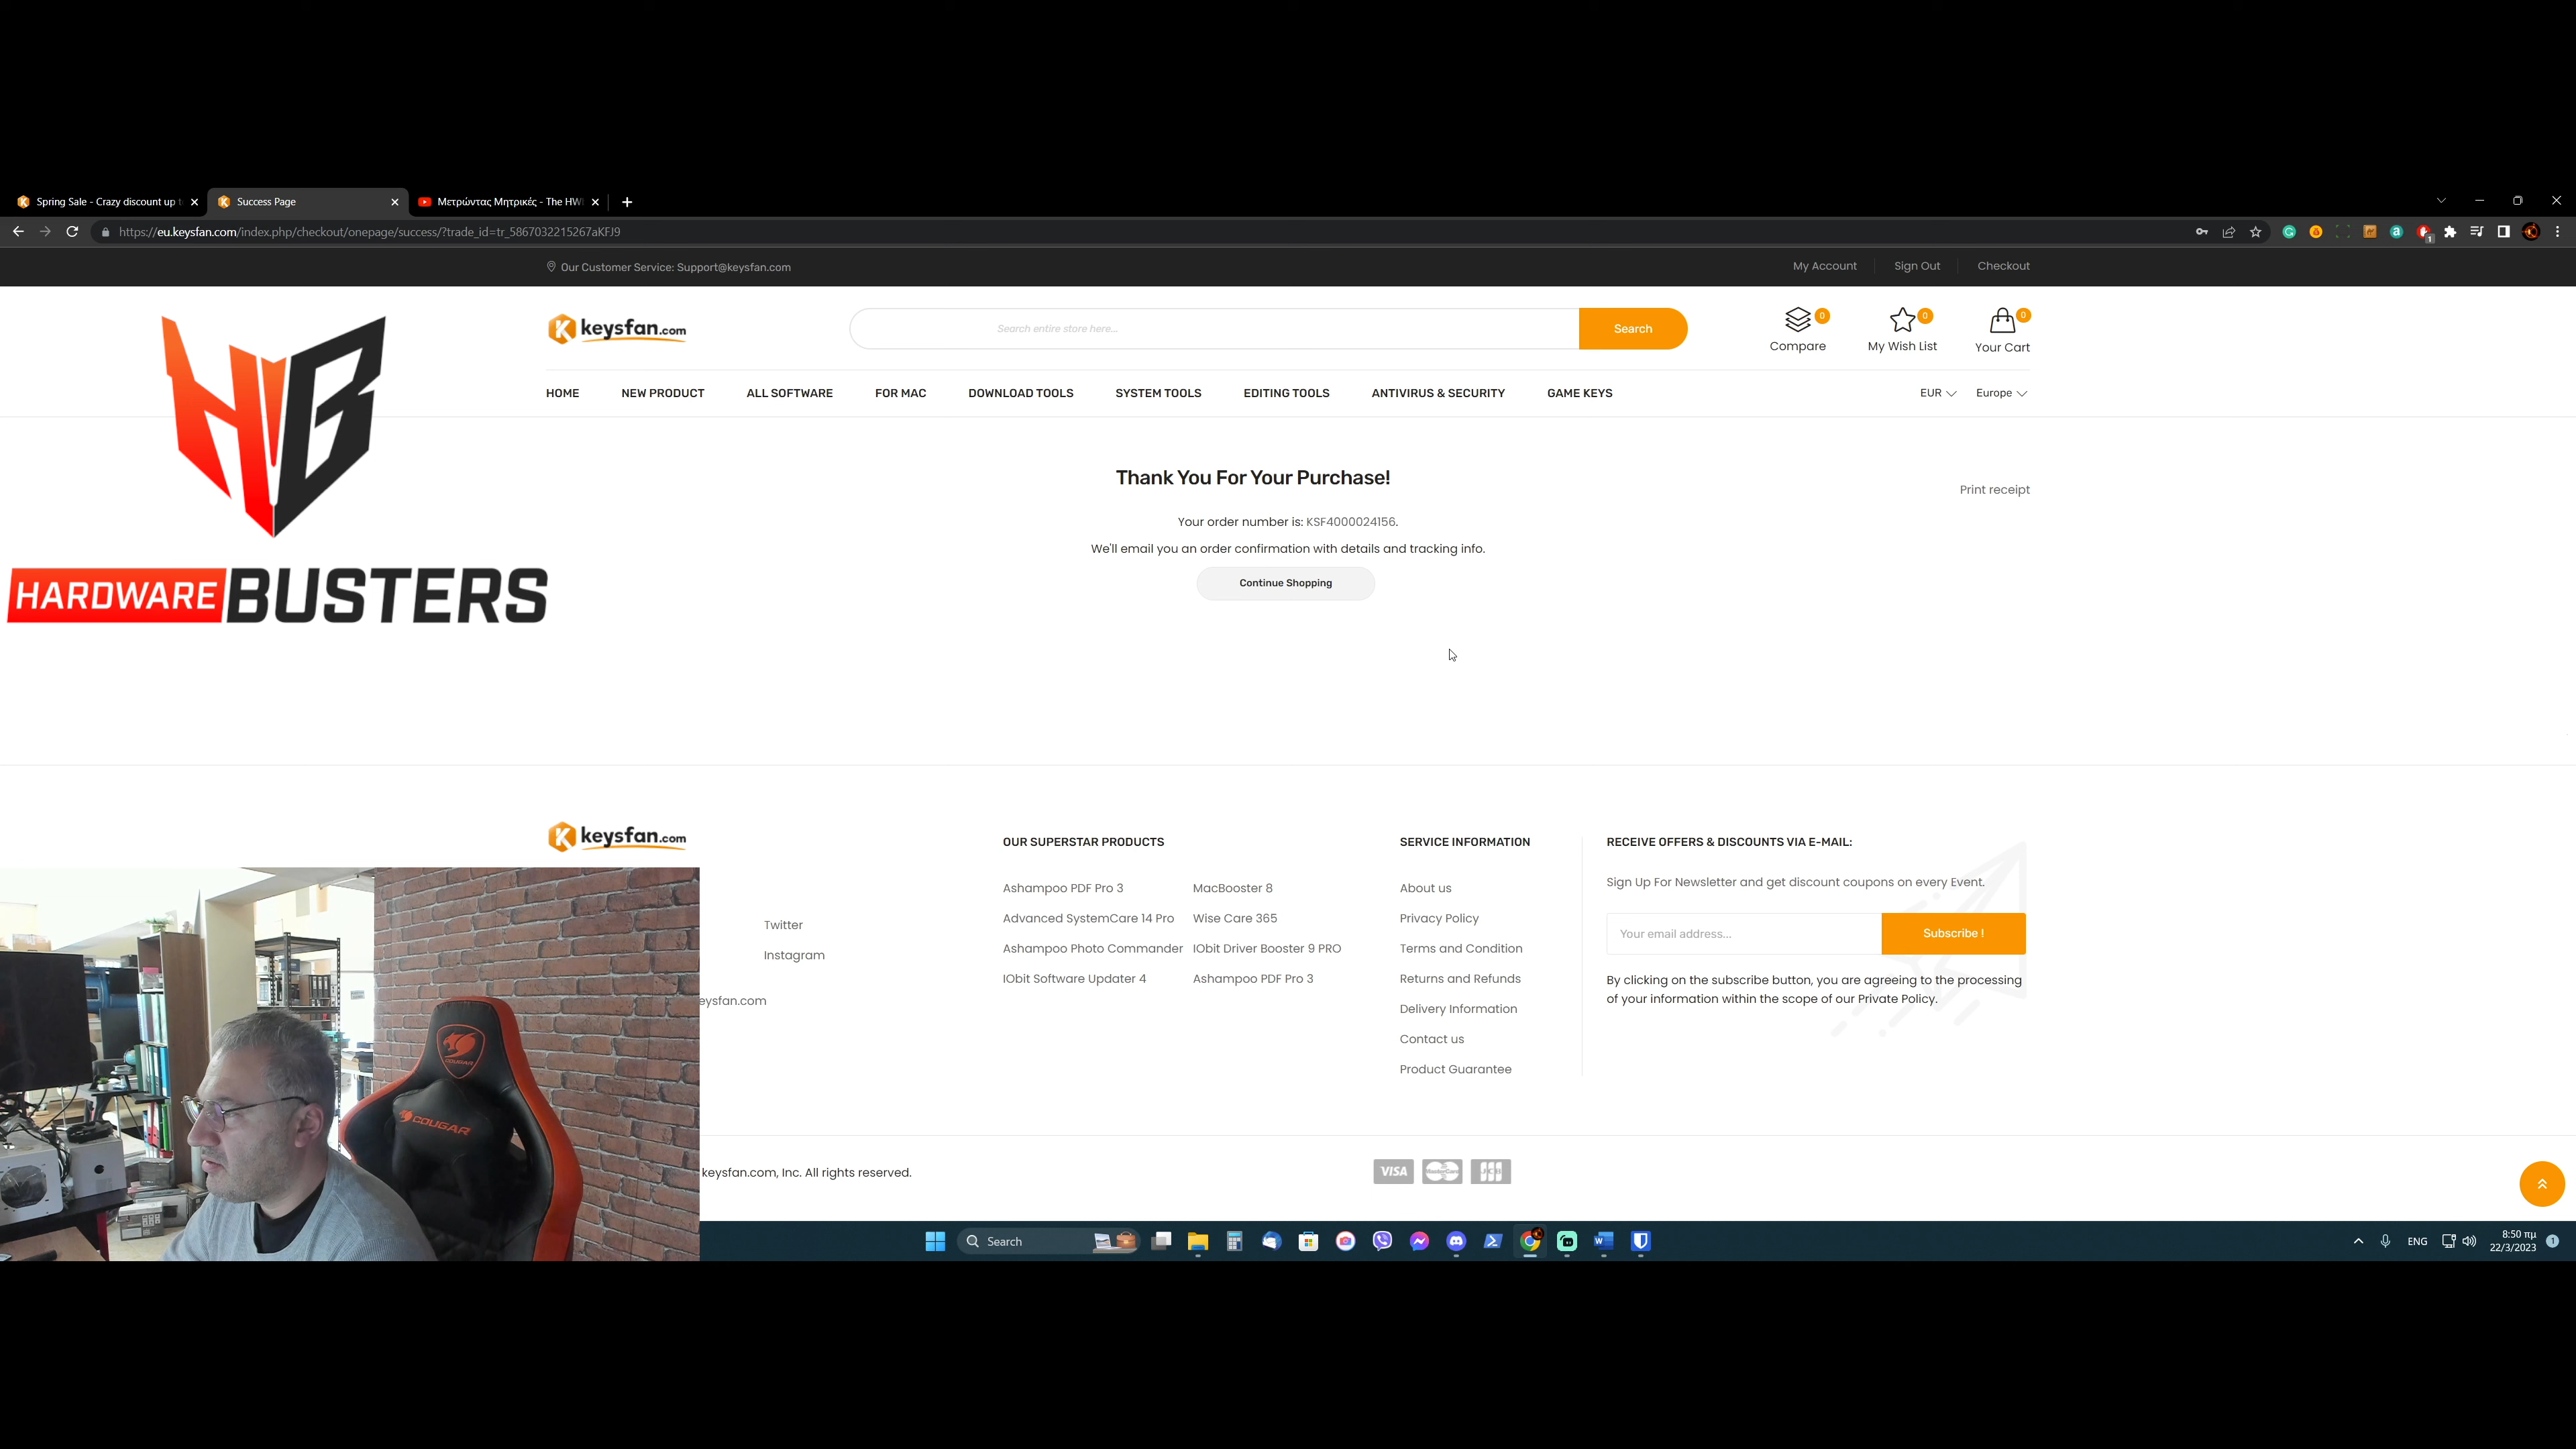 Spring Sale - Crazy discount up t
Success Page
Μετρώντας Μητρικές - The HW
https://eu.keysfan.com/index.php/checkout/onepage/success/?trade_id=tr_5867032215267aKFJ9
Our Customer Service: Support@keysfan.com
My Account
Sign Out
Checkout
keysfan.com
Search entire store here...
Search
0
0
0
Compare
My Wish List
Your Cart
HOME
NEW PRODUCT
ALL SOFTWARE
FOR MAC
DOWNLOAD TOOLS
SYSTEM TOOLS
EDITING TOOLS
ANTIVIRUS & SECURITY
GAME KEYS
EUR
Europe
HB
HARDWARE BUSTERS
Thank You For Your Purchase!
Print receipt
Your order number is: KSF4000024156.
We'll email you an order confirmation with details and tracking info.
Continue Shopping
keysfan.com
Twitter
Instagram
eysfan.com
OUR SUPERSTAR PRODUCTS
Ashampoo PDF Pro 3
MacBooster 8
Advanced SystemCare 14 Pro
Wise Care 365
Ashampoo Photo Commander
IObit Driver Booster 9 PRO
IObit Software Updater 4
Ashampoo PDF Pro 3
SERVICE INFORMATION
About us
Privacy Policy
Terms and Condition
Returns and Refunds
Delivery Information
Contact us
Product Guarantee
RECEIVE OFFERS & DISCOUNTS VIA E-MAIL:
Sign Up For Newsletter and get discount coupons on every Event.
Your email address...
Subscribe !
By clicking on the subscribe button, you are agreeing to the processing
of your information within the scope of our Private Policy.
COUGAR
COUGAR
keysfan.com, Inc. All rights reserved.
VISA
MasterCard
JCB
Search
ENG
8:50 πμ
22/3/2023
1